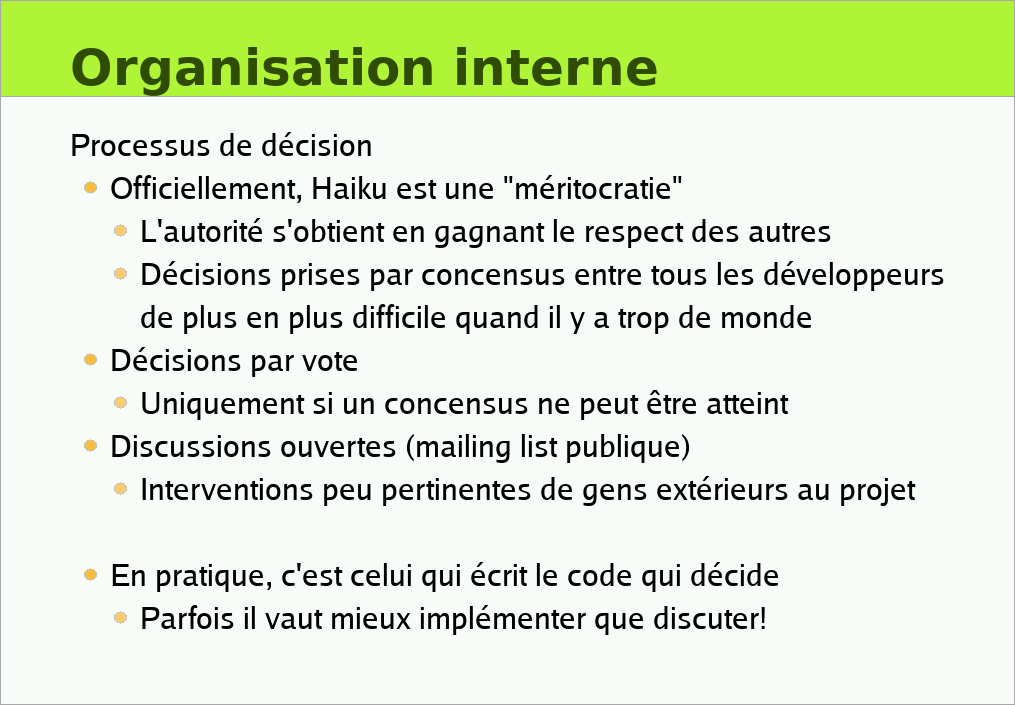 Organisation interne
Processus de décision
Officiellement, Haiku est une "méritocratie"
L'autorité s'obtient en gagnant le respect des autres
Décisions prises par concensus entre tous les développeurs
de plus en plus difficile quand il y a trop de monde
Décisions par vote
Uniquement si un concensus ne peut être atteint
Discussions ouvertes (mailing list publique)
Interventions peu pertinentes de gens extérieurs au projet
En pratique, c'est celui qui écrit le code qui décide
Parfois il vaut mieux implémenter que discuter!